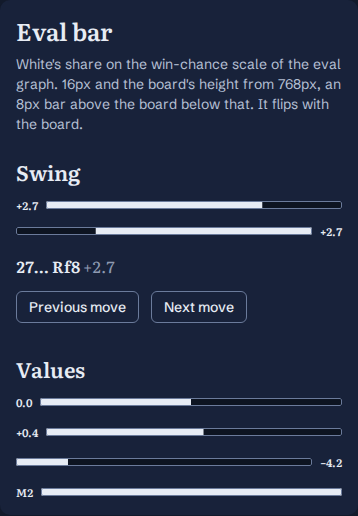 Eval bar
White's share on the win-chance scale of the eval
graph. 16px and the board's height from 768px, an
8px bar above the board below that. It flips with
the board.
Swing
+2.7
+2.7
27… Rf8 +2.7
Previous move Next move
Values
0.0
+0.4
−4.2
M2